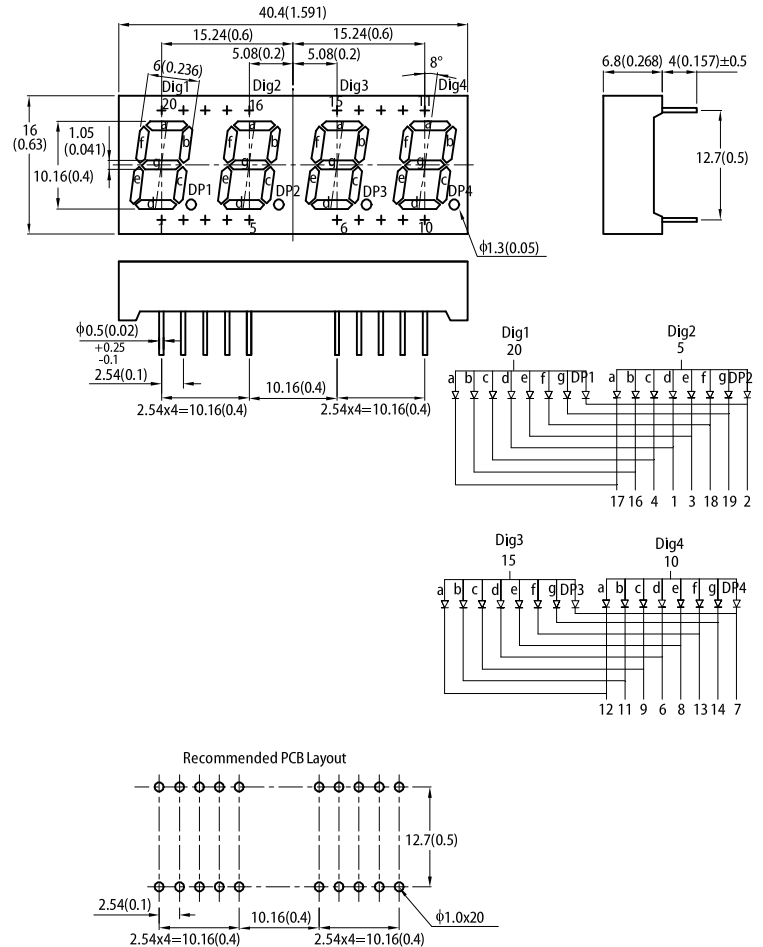 40.4(1.591)
15.24(0.6) 15.24(0.6)
5.08(0.2) 5.08(0.2)
6(0.236) 8°
6.8(0.268) 4(0.157)±0.5
Dig1 Dig2 Dig3 Dig4
20 16 15 11
16
(0.63)
1.05
(0.041)
10.16(0.4)
a a a a
f b f b f b f b
g g g g
e c e c e c e c
d d d d
DP1 DP2 DP3 DP4
1 5 6 10
12.7(0.5)
ϕ1.3(0.05)
ϕ0.5(0.02)
+0.25
-0.1
2.54(0.1)
10.16(0.4)
2.54x4=10.16(0.4) 2.54x4=10.16(0.4)
Dig1 Dig2
20 5
a b c d e f g DP1 a b c d e f g DP2
17 16 4 1 3 18 19 2
Dig3 Dig4
15 10
a b c d e f g DP3 a b c d e f g DP4
12 11 9 6 8 13 14 7
Recommended PCB Layout
12.7(0.5)
2.54(0.1)
10.16(0.4)
ϕ1.0x20
2.54x4=10.16(0.4) 2.54x4=10.16(0.4)